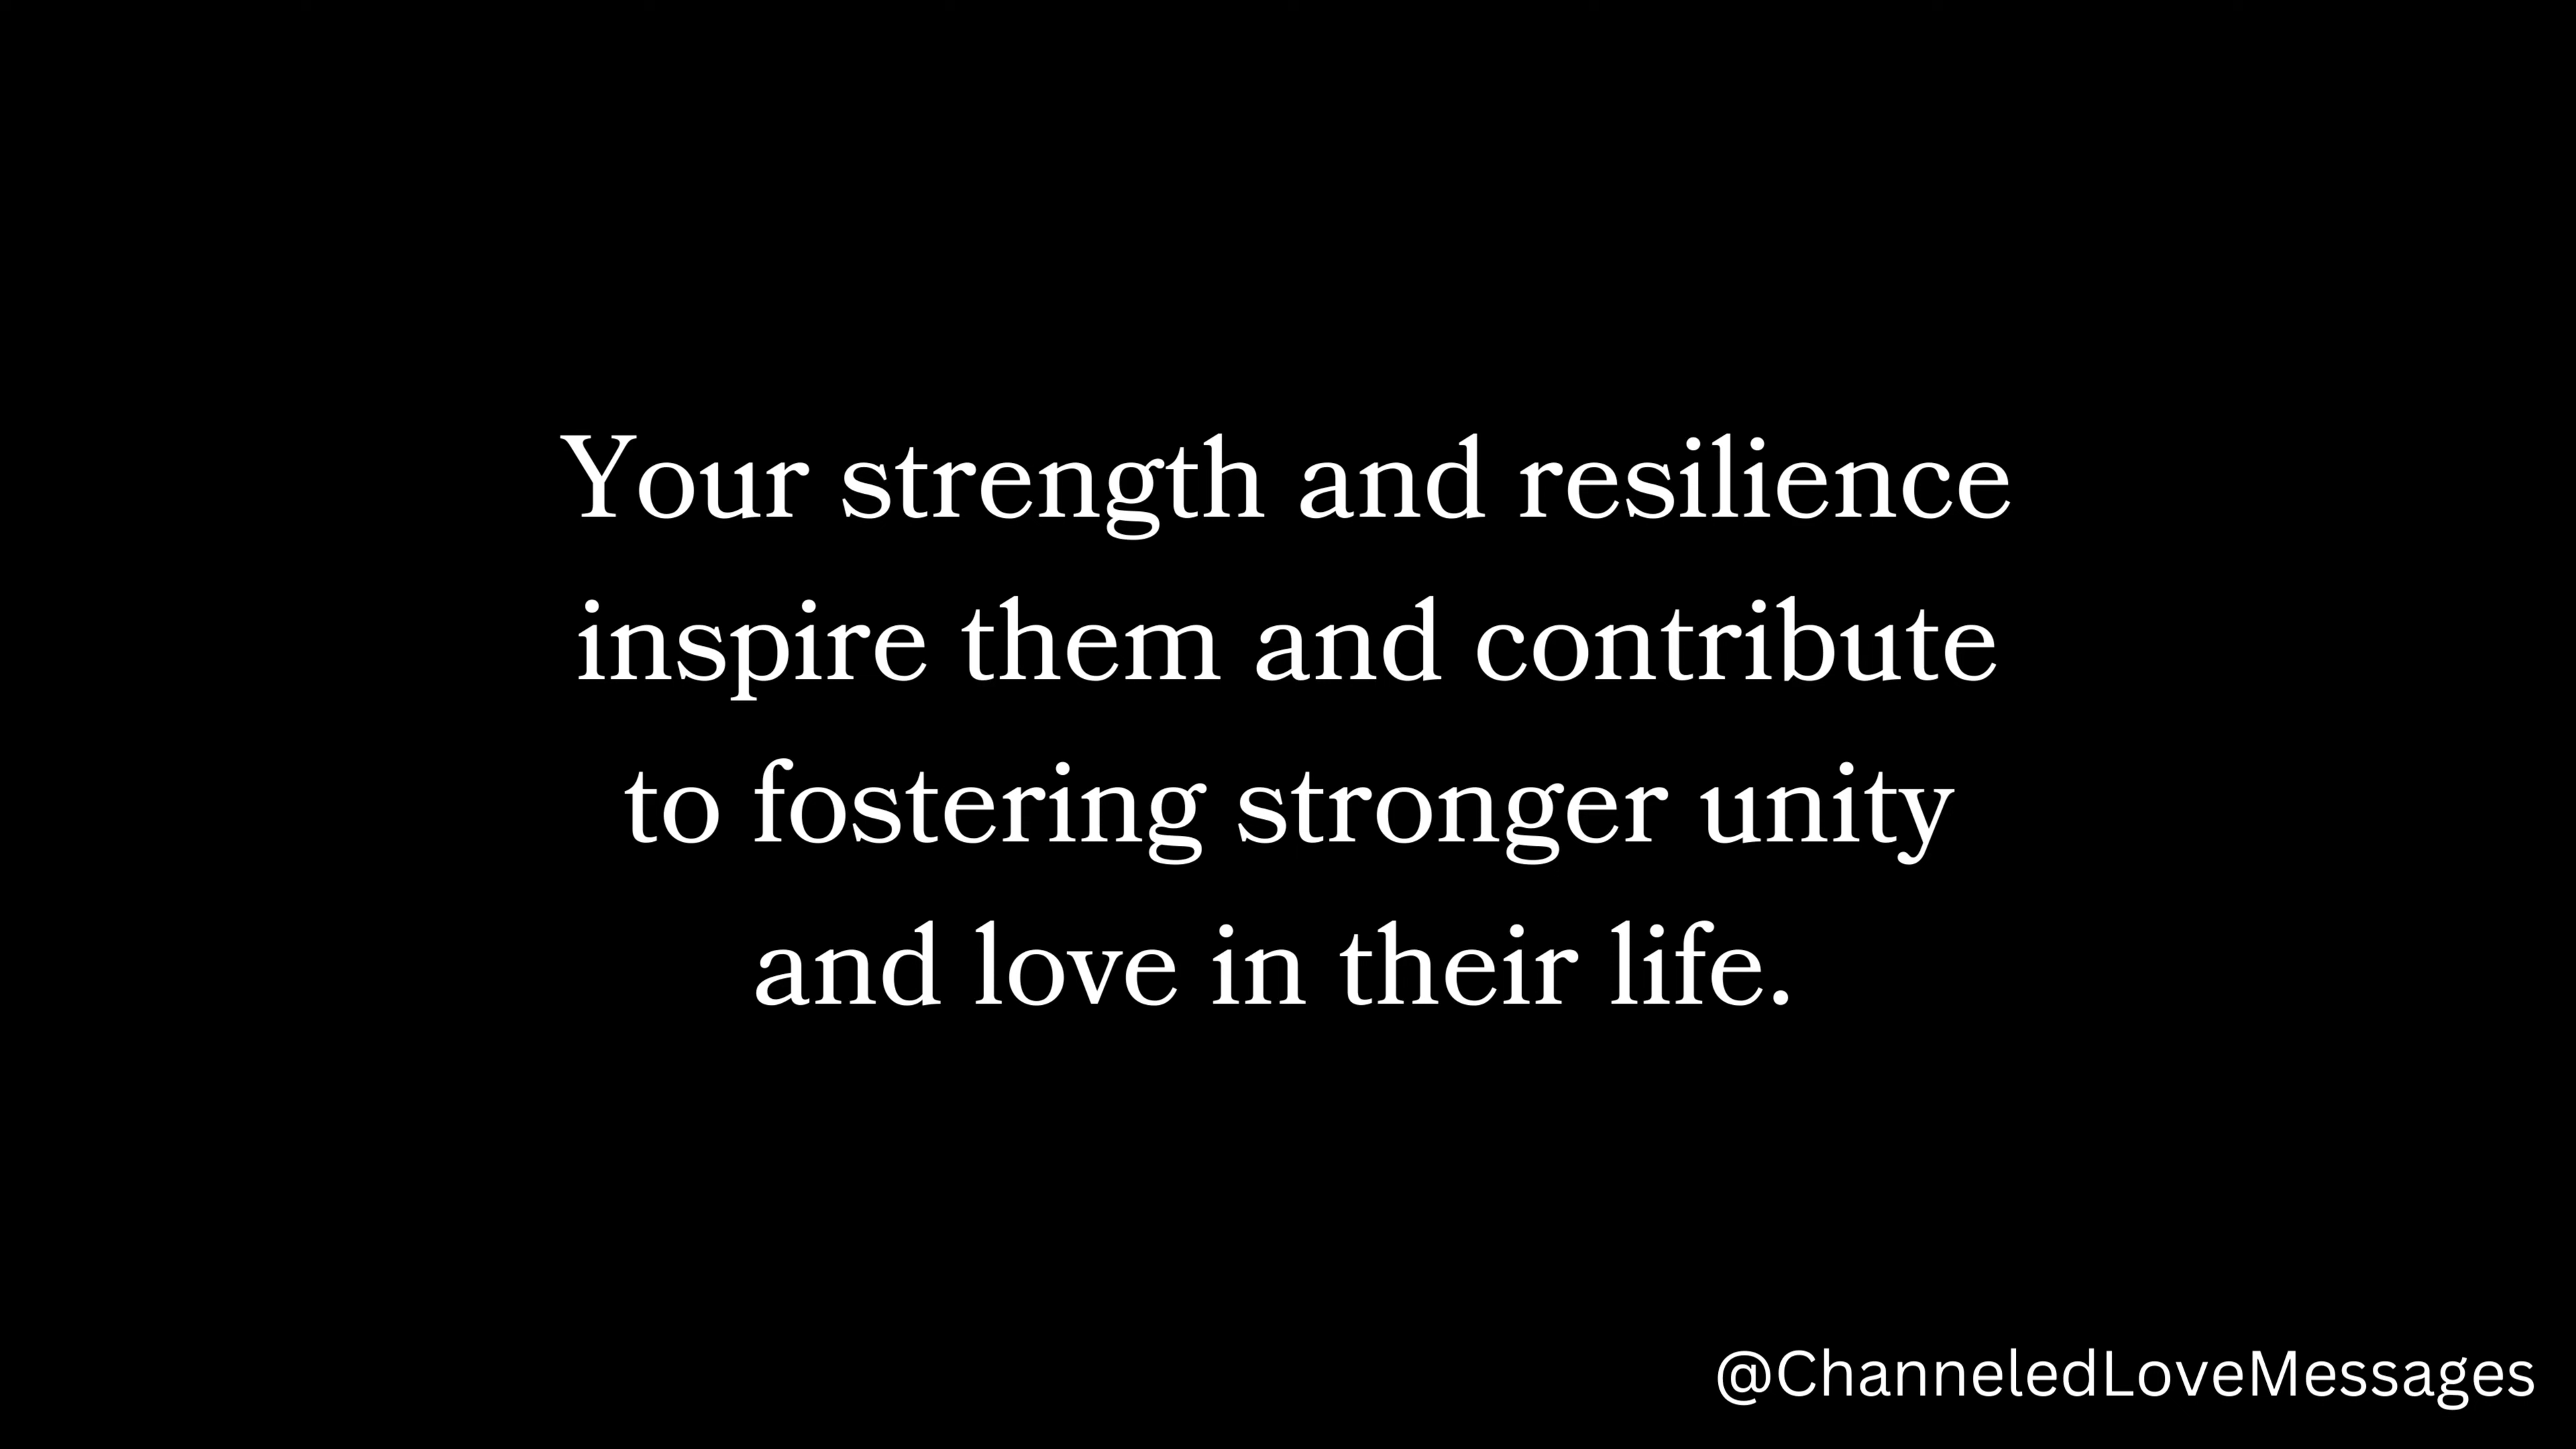 Your strength and resilience
inspire them and contribute
to fostering stronger unity
and love in their life.
@ChanneledLoveMessages